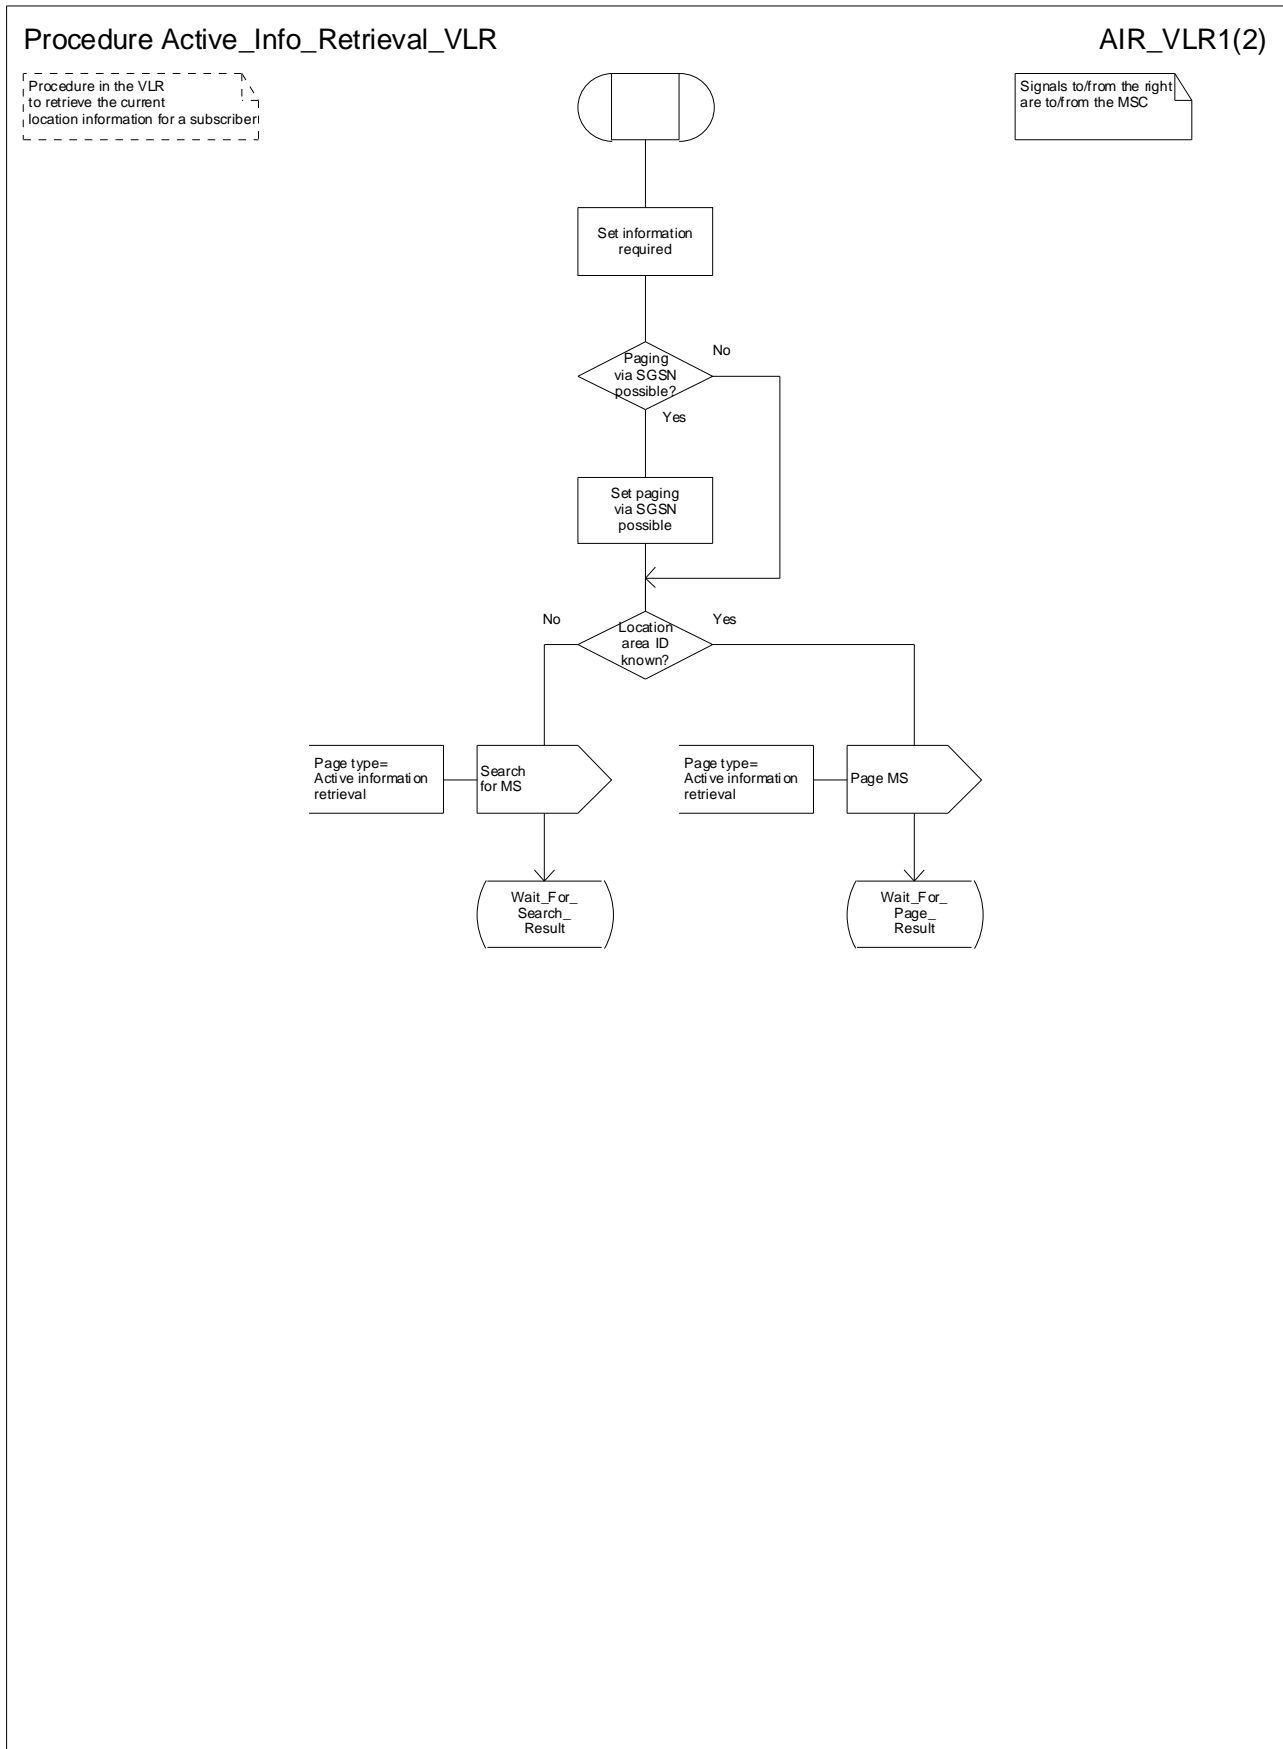 Procedure Active_Info_Retrieval_VLR
AIR_VLR1(2)
Procedure in the VLR
to retrieve the current
location information for a subscriber
Signals to/from the right
are to/from the MSC
Set information
required
Paging
via SGSN
possible?
No
Yes
Set paging
via SGSN
possible
No
Location
area ID
known?
Yes
Page type=
Active information
retrieval
Search
for MS
Page type=
Active information
retrieval
Page MS
Wait_For_
Search_
Result
Wait_For_
Page_
Result